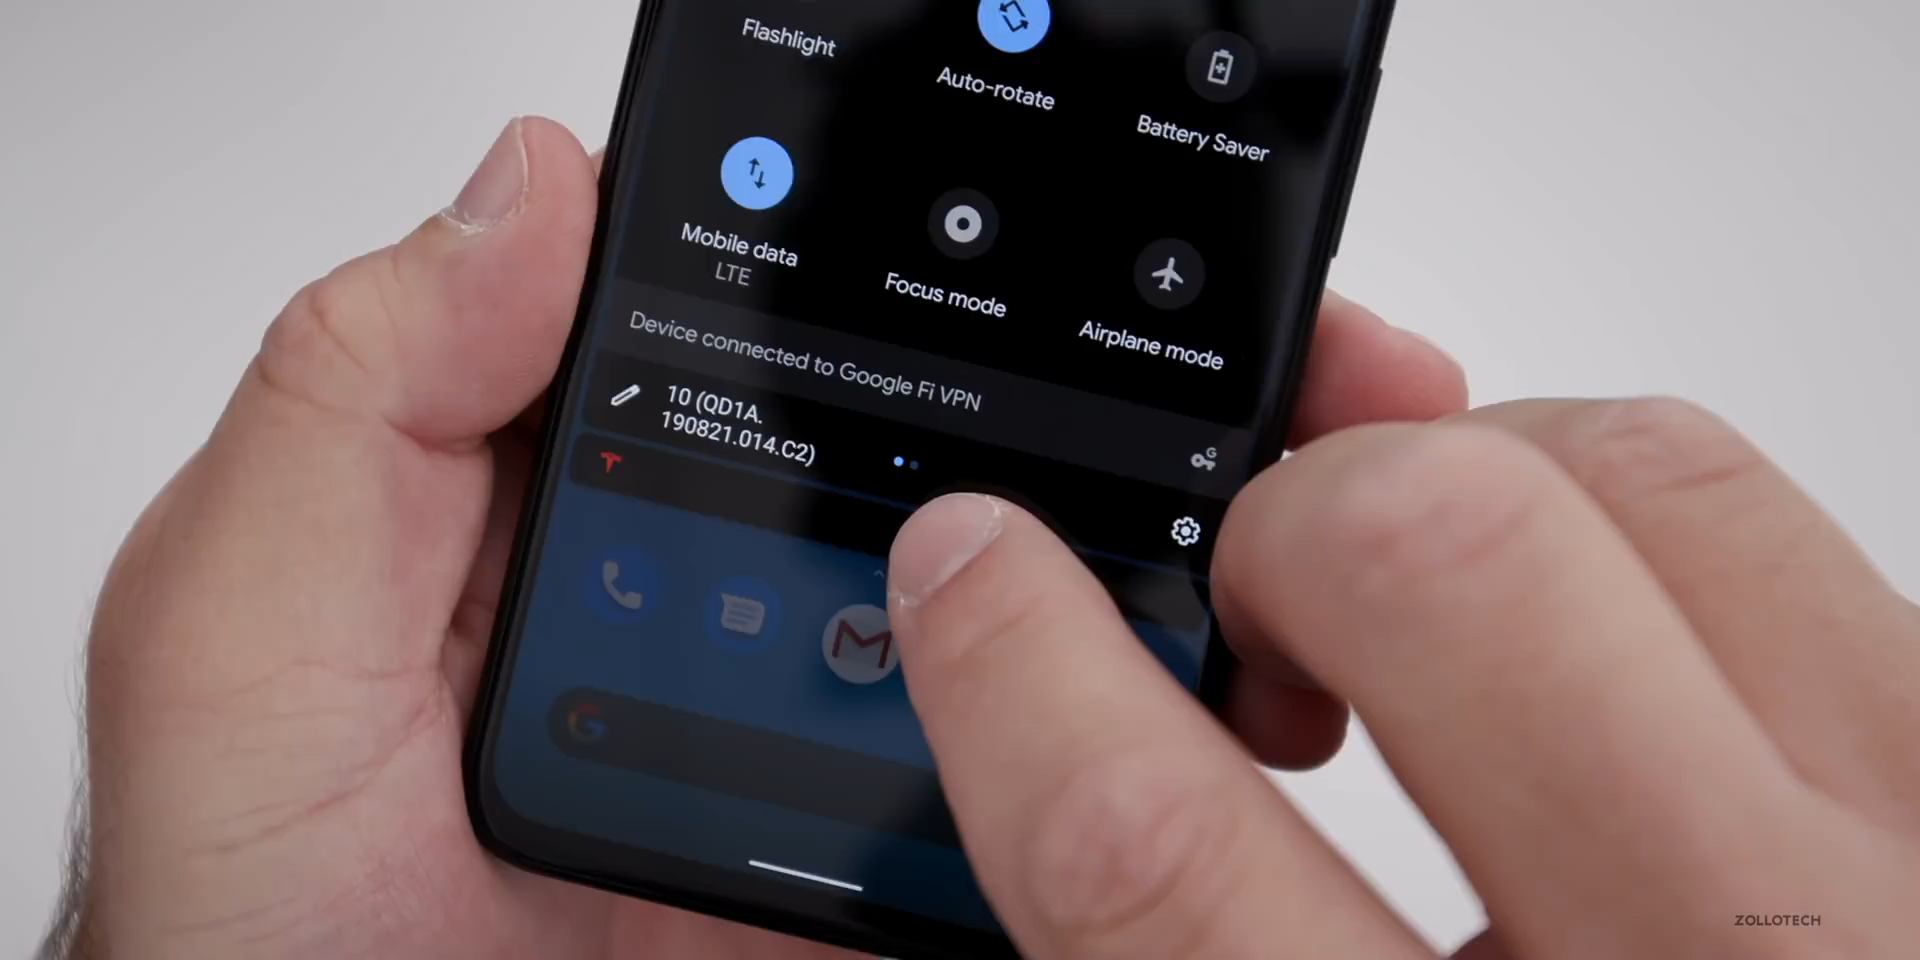 Flashlight
Auto-rotate
Battery Saver
Mobile data
LTE
Focus mode
Airplane mode
Device connected to Google Fi VPN
10 (QD1A.
190821.014.C2)
ZOLLOTECH